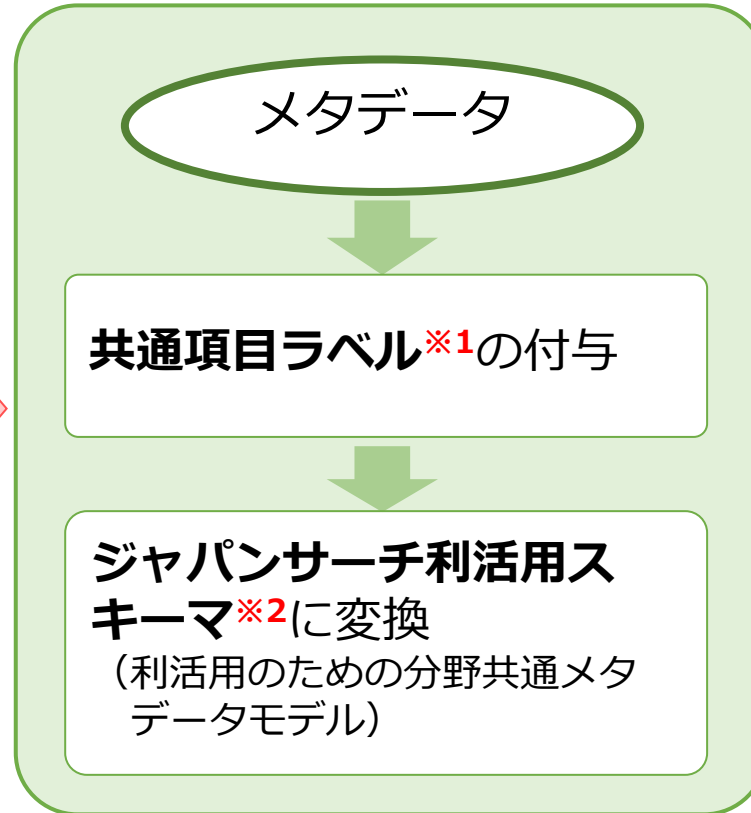 メタデータ
共通項目ラベル※1の付与
ジャパンサーチ利活用ス
キーマ※2に変換
（利活用のための分野共通メタ
データモデル）